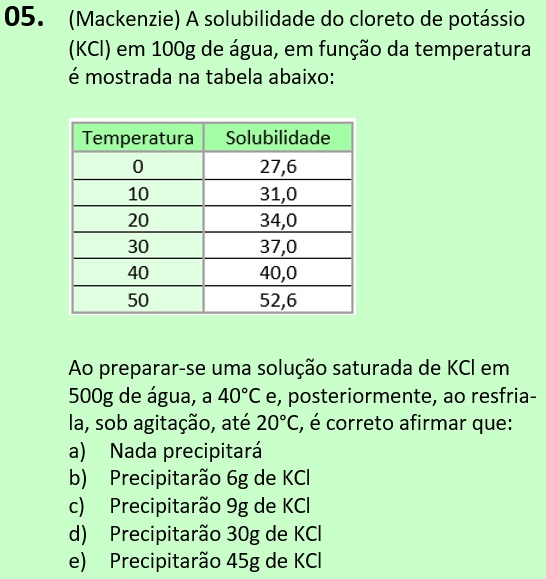 05. (Mackenzie) A solubilidade do cloreto de potássio
(KCl) em 100g de água, em função da temperatura
é mostrada na tabela abaixo:
Temperatura Solubilidade
0 27,6
10 31,0
20 34,0
30 37,0
40 40,0
50 52,6
Ao preparar-se uma solução saturada de KCl em
500g de água, a 40°C e, posteriormente, ao resfria-
la, sob agitação, até 20°C, é correto afirmar que:
a) Nada precipitará
b) Precipitarão 6g de KCl
c) Precipitarão 9g de KCl
d) Precipitarão 30g de KCl
e) Precipitarão 45g de KCl